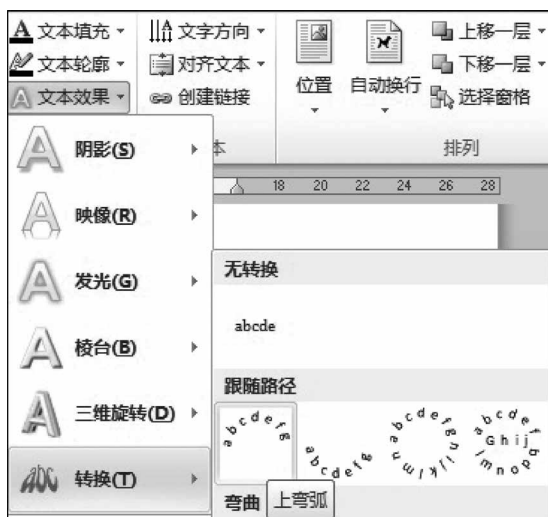 A 文本填充 文字方向 上移一层
文本轮廓 对齐文本 下移一层
A 文本效果 创建链接 位置 自动换行 选择窗格
本 排列
A 阴影(S)
18 20 22 24 26 28
A 映像(R)
A 发光(G)
无转换
abcde
A 棱台(B)
跟随路径
A 三维旋转(D)
abcdefg abcdefg
abc 转换(T)
弯曲 上弯弧